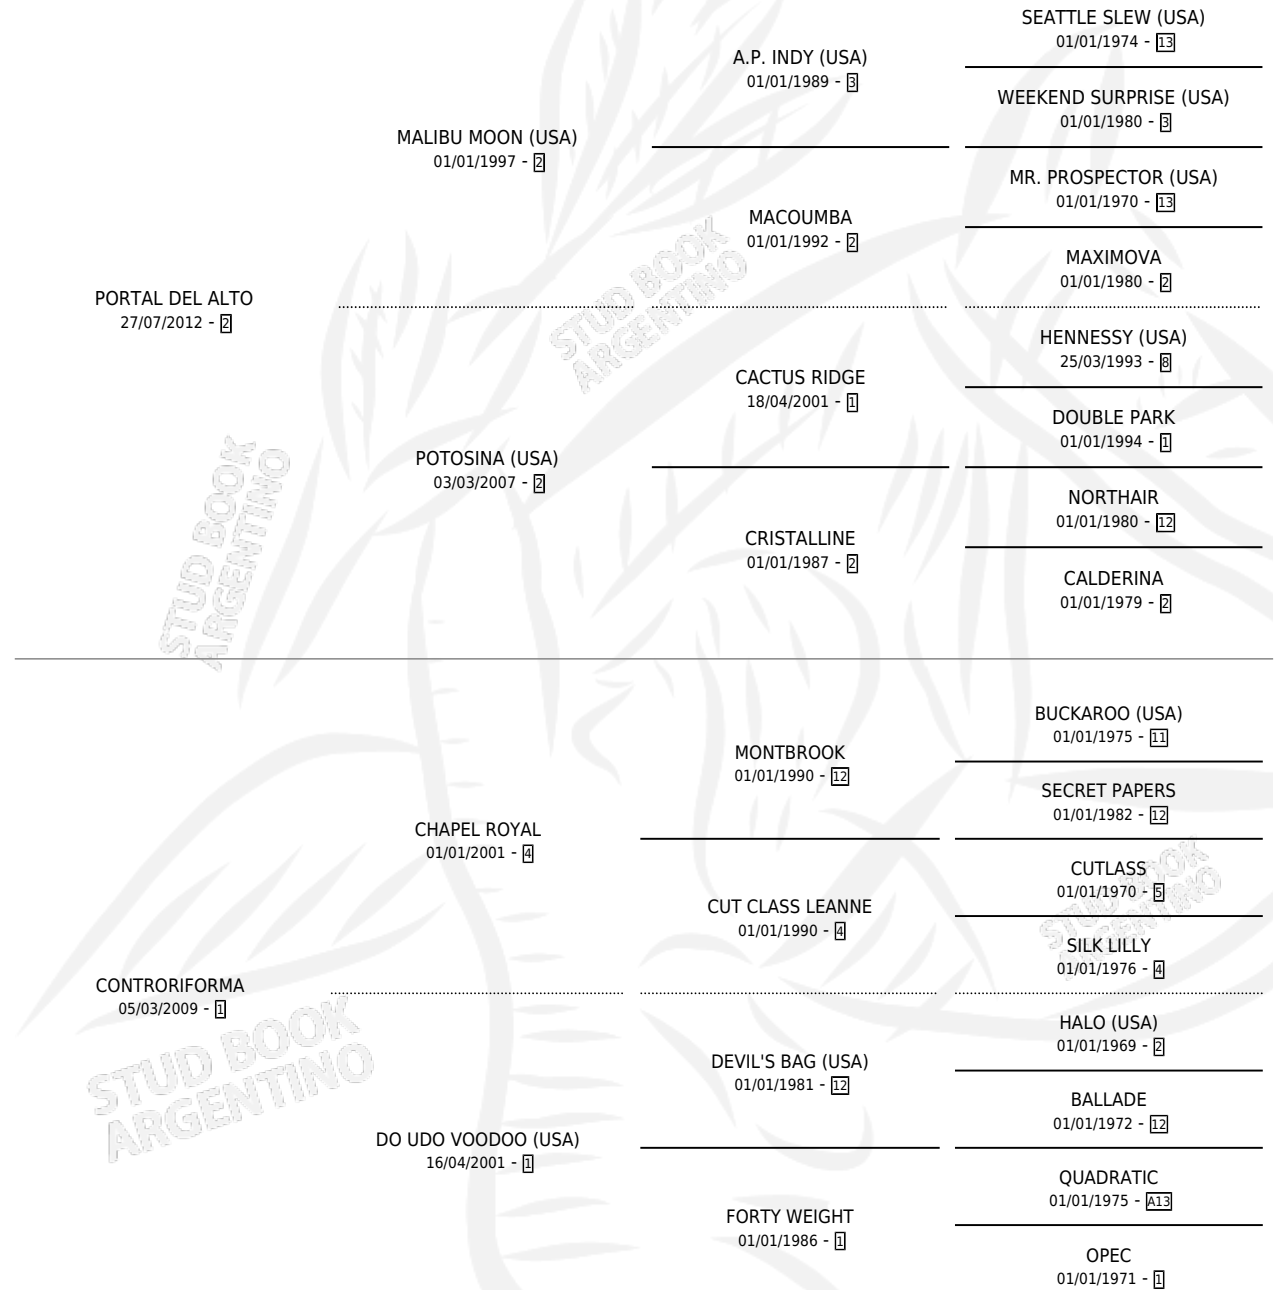 SEATTLE SLEW (USA)
01/01/1974 - 13
A.P. INDY (USA)
01/01/1989 - 3
WEEKEND SURPRISE (USA)
01/01/1980 - 3
MALIBU MOON (USA)
01/01/1997 - 2
MR. PROSPECTOR (USA)
01/01/1970 - 13
MACOUMBA
01/01/1992 - 2
MAXIMOVA
01/01/1980 - 2
PORTAL DEL ALTO
27/07/2012 - 2
HENNESSY (USA)
25/03/1993 - 8
CACTUS RIDGE
18/04/2001 - 1
DOUBLE PARK
01/01/1994 - 1
POTOSINA (USA)
03/03/2007 - 2
NORTHAIR
01/01/1980 - 12
CRISTALLINE
01/01/1987 - 2
CALDERINA
01/01/1979 - 2
BUCKAROO (USA)
01/01/1975 - 11
MONTBROOK
01/01/1990 - 12
SECRET PAPERS
01/01/1982 - 12
CHAPEL ROYAL
01/01/2001 - 4
CUTLASS
01/01/1970 - 5
CUT CLASS LEANNE
01/01/1990 - 4
SILK LILLY
01/01/1976 - 4
CONTRORIFORMA
05/03/2009 - 1
HALO (USA)
01/01/1969 - 2
DEVIL'S BAG (USA)
01/01/1981 - 12
BALLADE
01/01/1972 - 12
DO UDO VOODOO (USA)
16/04/2001 - 1
QUADRATIC
01/01/1975 - A13
FORTY WEIGHT
01/01/1986 - 1
OPEC
01/01/1971 - 1
STUD BOOK
ARGENTINO
STUD BOOK
ARGENTINO
STUD BOOK
ARGENTINO
STUD BOOK
ARGENTINO